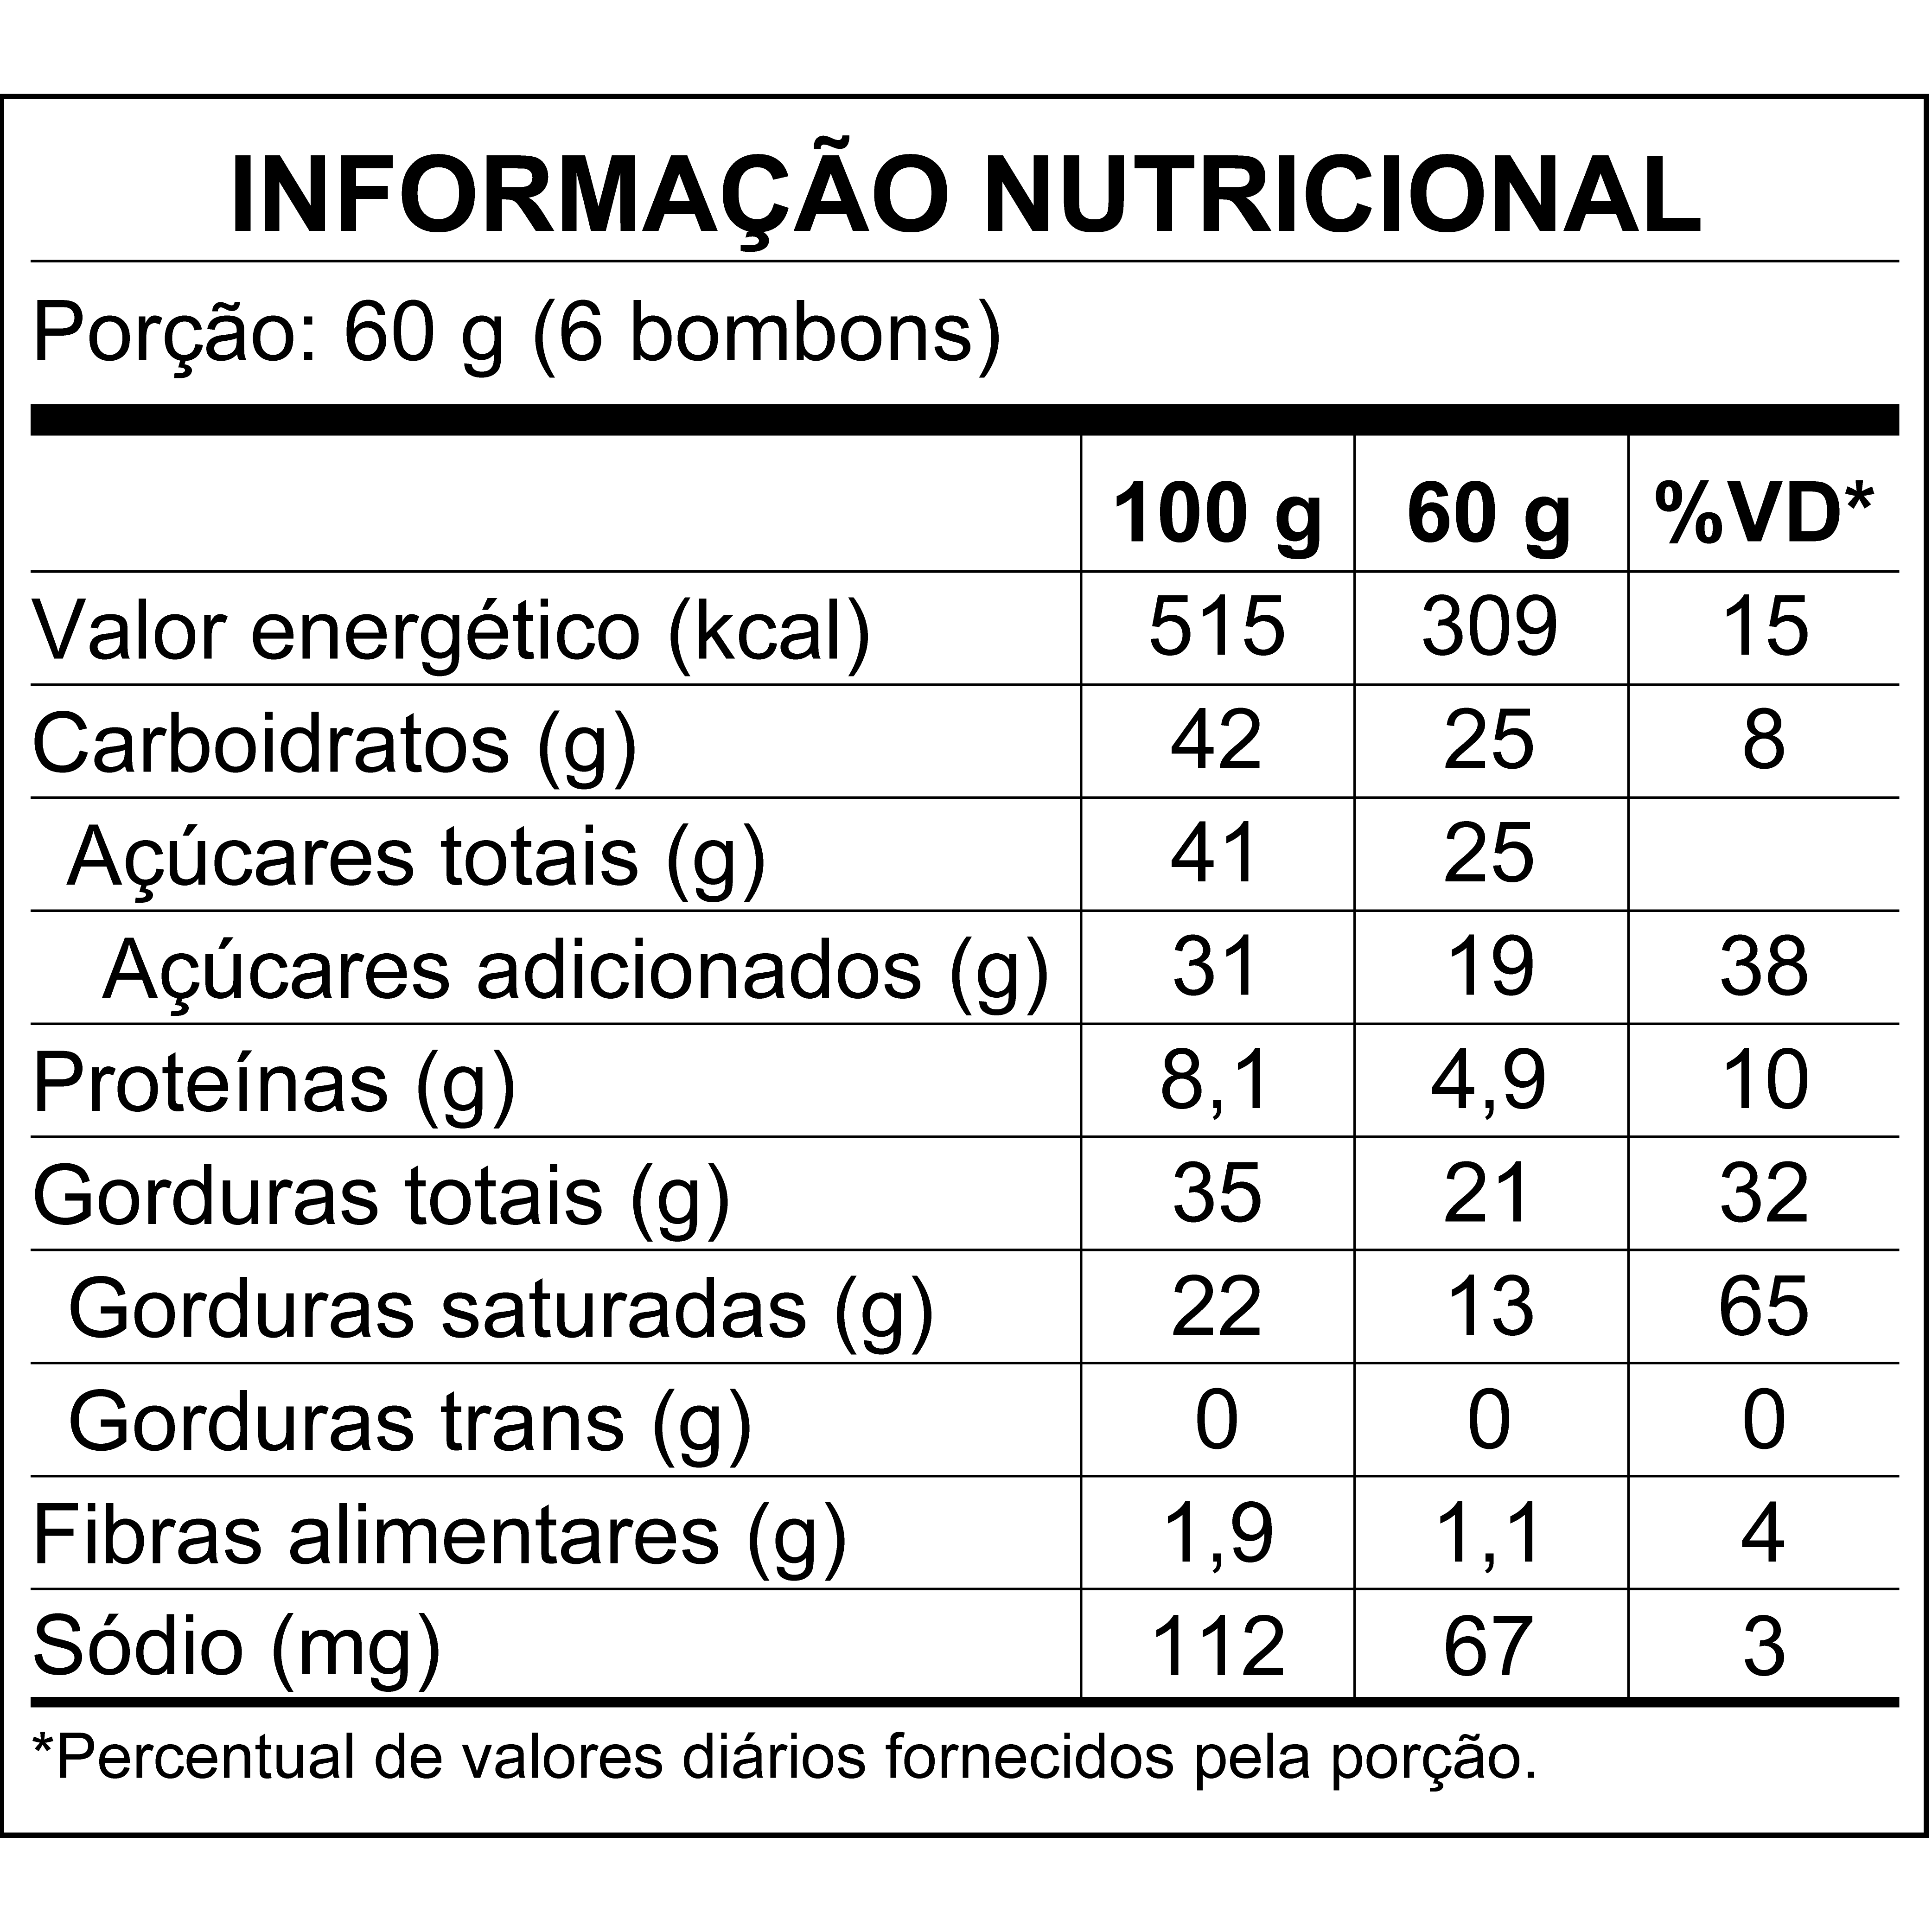 INFORMAÇÃO NUTRICIONAL
Porção: 60 g (6 bombons)
100 g 60 g %VD*
Valor energético (kcal) 515 309 15
Carboidratos (g) 42 25 8
Açúcares totais (g) 41 25
Açúcares adicionados (g) 31 19 38
Proteínas (g) 8,1 4,9 10
Gorduras totais (g) 35 21 32
Gorduras saturadas (g) 22 13 65
Gorduras trans (g) 0 0 0
Fibras alimentares (g) 1,9 1,1 4
Sódio (mg) 112 67 3
*Percentual de valores diários fornecidos pela porção.